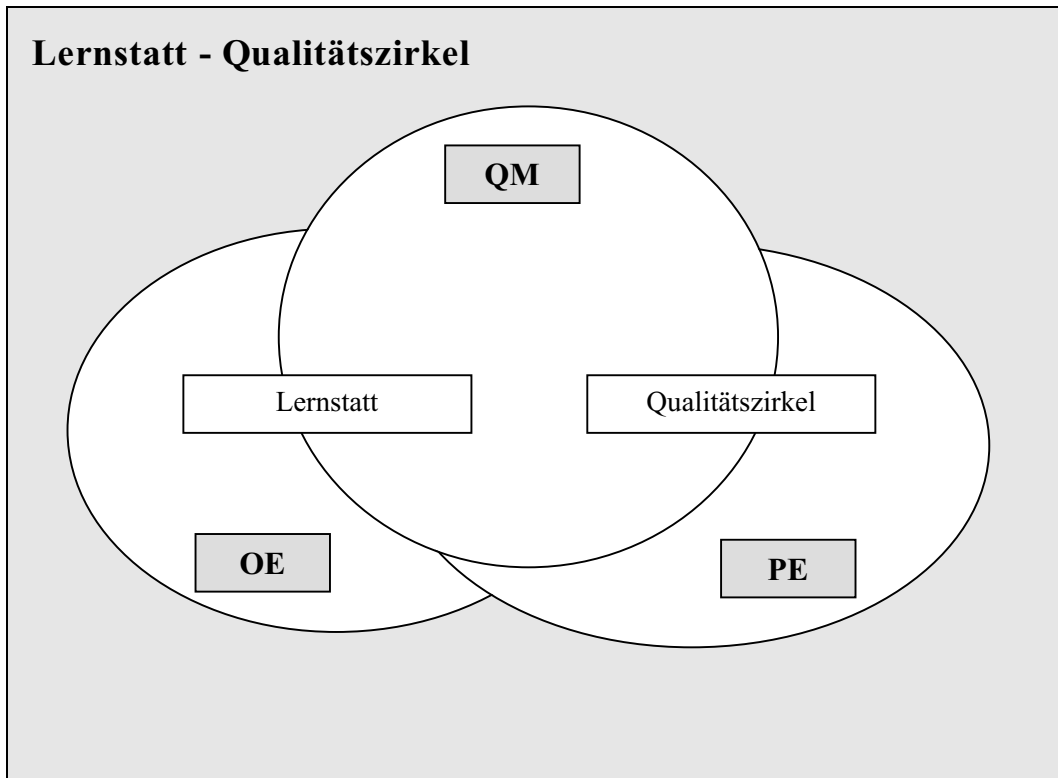 Lernstatt - Qualitätszirkel
QM
Lernstatt
Qualitätszirkel
OE
PE